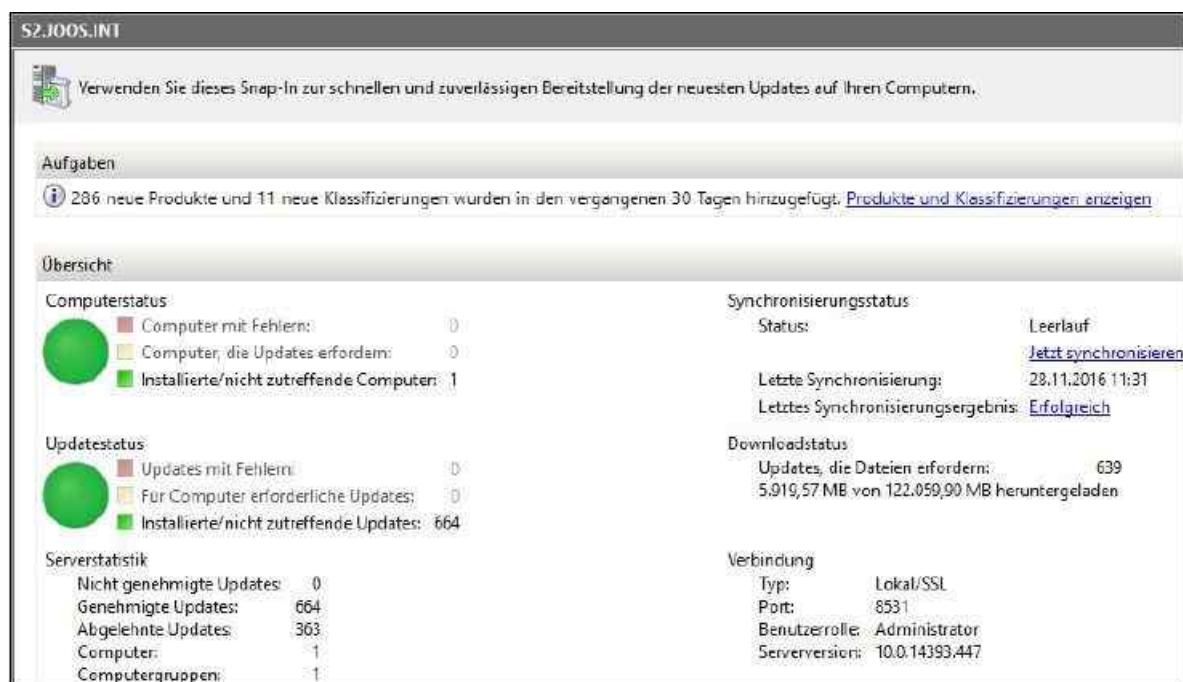 S2.JOOS.INT
Verwenden Sie dieses Snap-In zur schnellen und zuverlässigen Bereitstellung der neuesten Updates auf Ihren Computern.
Aufgaben
286 neue Produkte und 11 neue Klassifizierungen wurden in den vergangenen 30 Tagen hinzugefügt. Produkte und Klassifizierungen anzeigen
Übersicht
Computerstatus
Computer mit Fehlern: 0
Computer, die Updates erfordern: 0
Installierte/nicht zutreffende Computer: 1
Synchronisierungsstatus
Status: Leerlauf
Jetzt synchronisieren
Letzte Synchronisierung: 28.11.2016 11:31
Letztes Synchronisierungsergebnis: Erfolgreich
Updatestatus
Updates mit Fehlern: 0
Für Computer erforderliche Updates: 0
Installierte/nicht zutreffende Updates: 664
Downloadstatus
Updates, die Dateien erfordern: 639
5.919,57 MB von 122.059,90 MB heruntergeladen
Serverstatistik
Nicht genehmigte Updates: 0
Genehmigte Updates: 664
Abgelehnte Updates: 363
Computer: 1
Computergruppen: 1
Verbindung
Typ: Lokal/SSL
Port: 8531
Benutzerrolle: Administrator
Serverversion: 10.0.14393.447